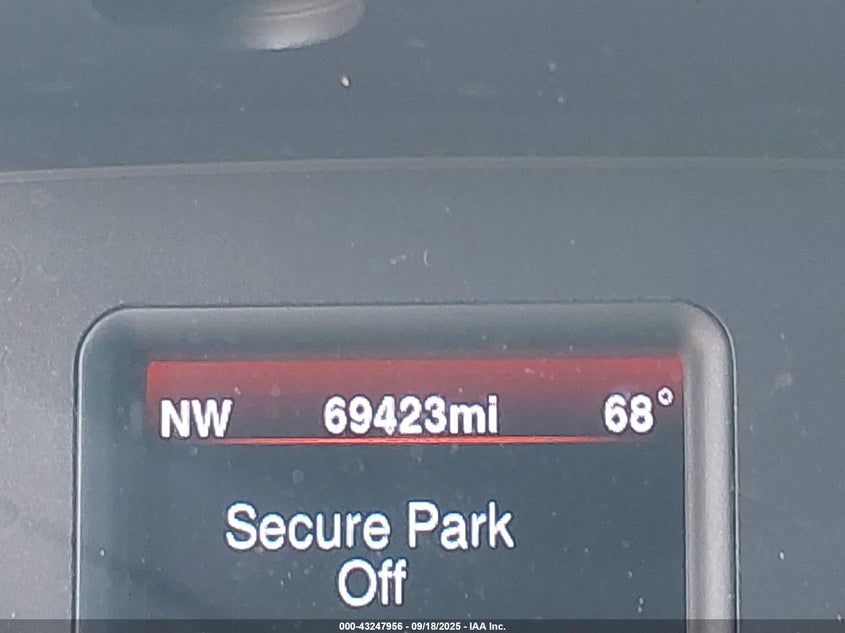 NW 69423mi 68°
Secure Park
Off
000-43247956 - 09/18/2025 - IAA Inc.